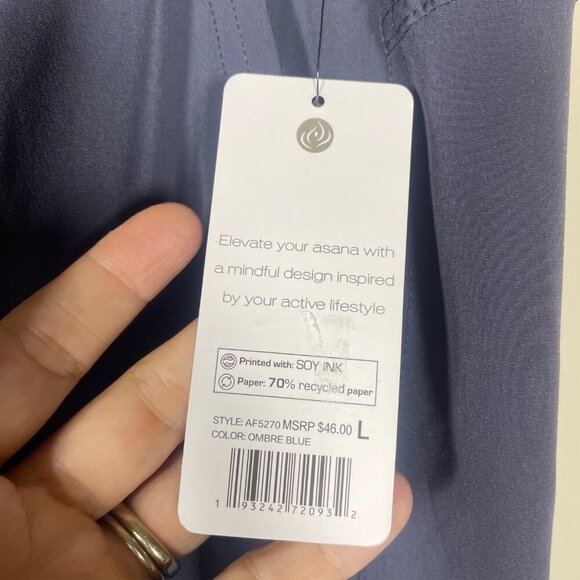 Elevate your asana with
a mindful design inspired
by your active lifestyle
Printed with: SOY INK
Paper: 70% recycled paper
STYLE: AF5270 MSRP $46.00 L
COLOR: OMBRE BLUE
1 93242 72093 2